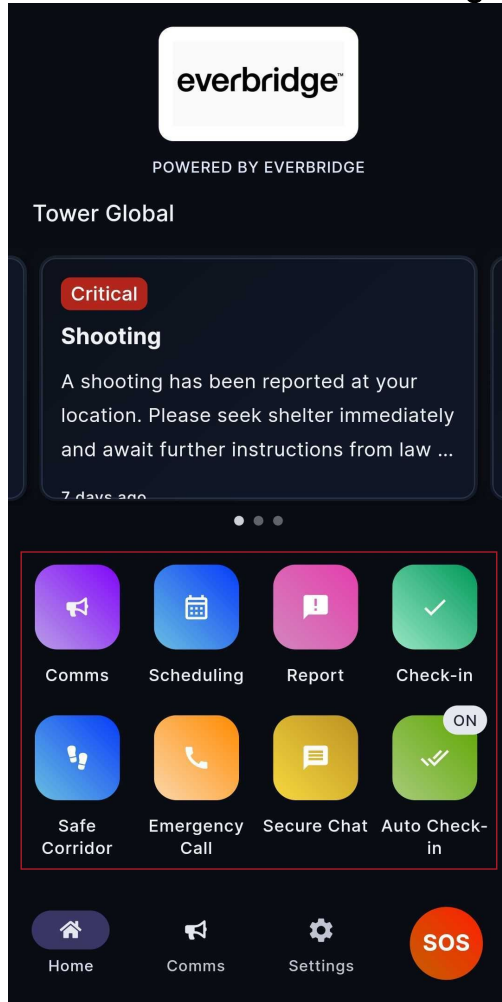 everbridge™
POWERED BY EVERBRIDGE
Tower Global
Critical
Shooting
A shooting has been reported at your
location. Please seek shelter immediately
and await further instructions from law ...
7 days ago
Comms
Scheduling
Report
Check-in
ON
Safe
Corridor
Emergency
Call
Secure Chat
Auto Check-
in
Home
Comms
Settings
SOS